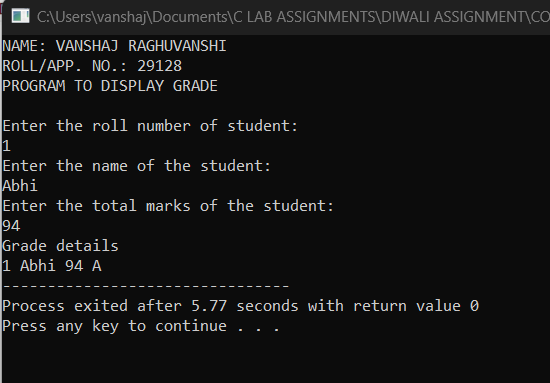 C:\Users\vanshaj\Documents\C LAB ASSIGNMENTS\DIWALI ASSIGNMENT\CO
NAME: VANSHAJ RAGHUVANSHI
ROLL/APP. NO.: 29128
PROGRAM TO DISPLAY GRADE
Enter the roll number of student:
1
Enter the name of the student:
Abhi
Enter the total marks of the student:
94
Grade details
1 Abhi 94 A
--------------------------------
Process exited after 5.77 seconds with return value 0
Press any key to continue . . .